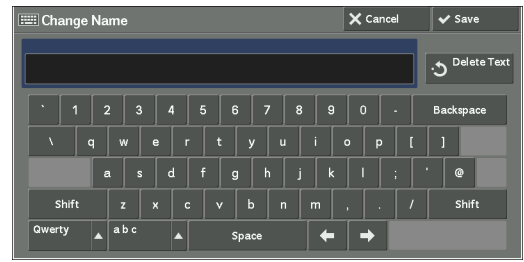 Change Name Cancel Save
Delete Text
` 1 2 3 4 5 6 7 8 9 0 - Backspace
\ q w e r t y u i o p [ ]
a s d f g h j k l ; ' @
Shift z x c v b n m , . / Shift
Qwerty a b c Space